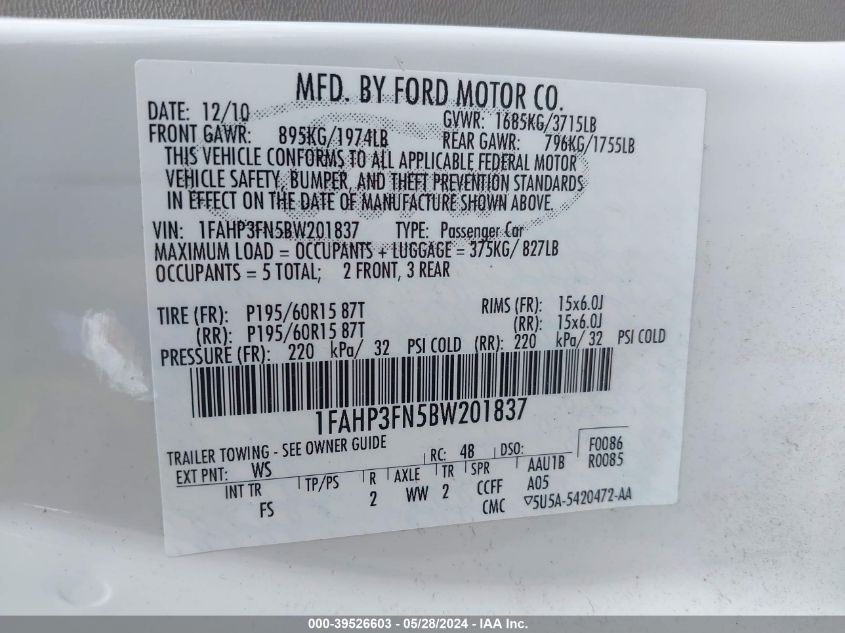 MFD. BY FORD MOTOR CO.
DATE: 12/10
GVWR: 1685KG/3715LB
FRONT GAWR: 895KG/1974LB
REAR GAWR: 796KG/1755LB
THIS VEHICLE CONFORMS TO ALL APPLICABLE FEDERAL MOTOR
VEHICLE SAFETY, BUMPER, AND THEFT PREVENTION STANDARDS
IN EFFECT ON THE DATE OF MANUFACTURE SHOWN ABOVE.
VIN: 1FAHP3FN5BW201837 TYPE: Passenger Car
MAXIMUM LOAD = OCCUPANTS + LUGGAGE = 375KG/ 827LB
OCCUPANTS = 5 TOTAL; 2 FRONT, 3 REAR
TIRE (FR): P195/60R15 87T RIMS (FR): 15x6.0J
(RR): P195/60R15 87T (RR): 15x6.0J
PRESSURE (FR): 220 kPa/ 32 PSI COLD (RR): 220 kPa/ 32 PSI COLD
1FAHP3FN5BW201837
TRAILER TOWING - SEE OWNER GUIDE
EXT PNT: WS RC: 48 DSO: F0086
R0085
INT TR TP/PS R AXLE TR SPR AAU1B
FS 2 WW 2 CCFF A05
CMC ▽5U5A-5420472-AA
000-39526603 - 05/28/2024 - IAA Inc.